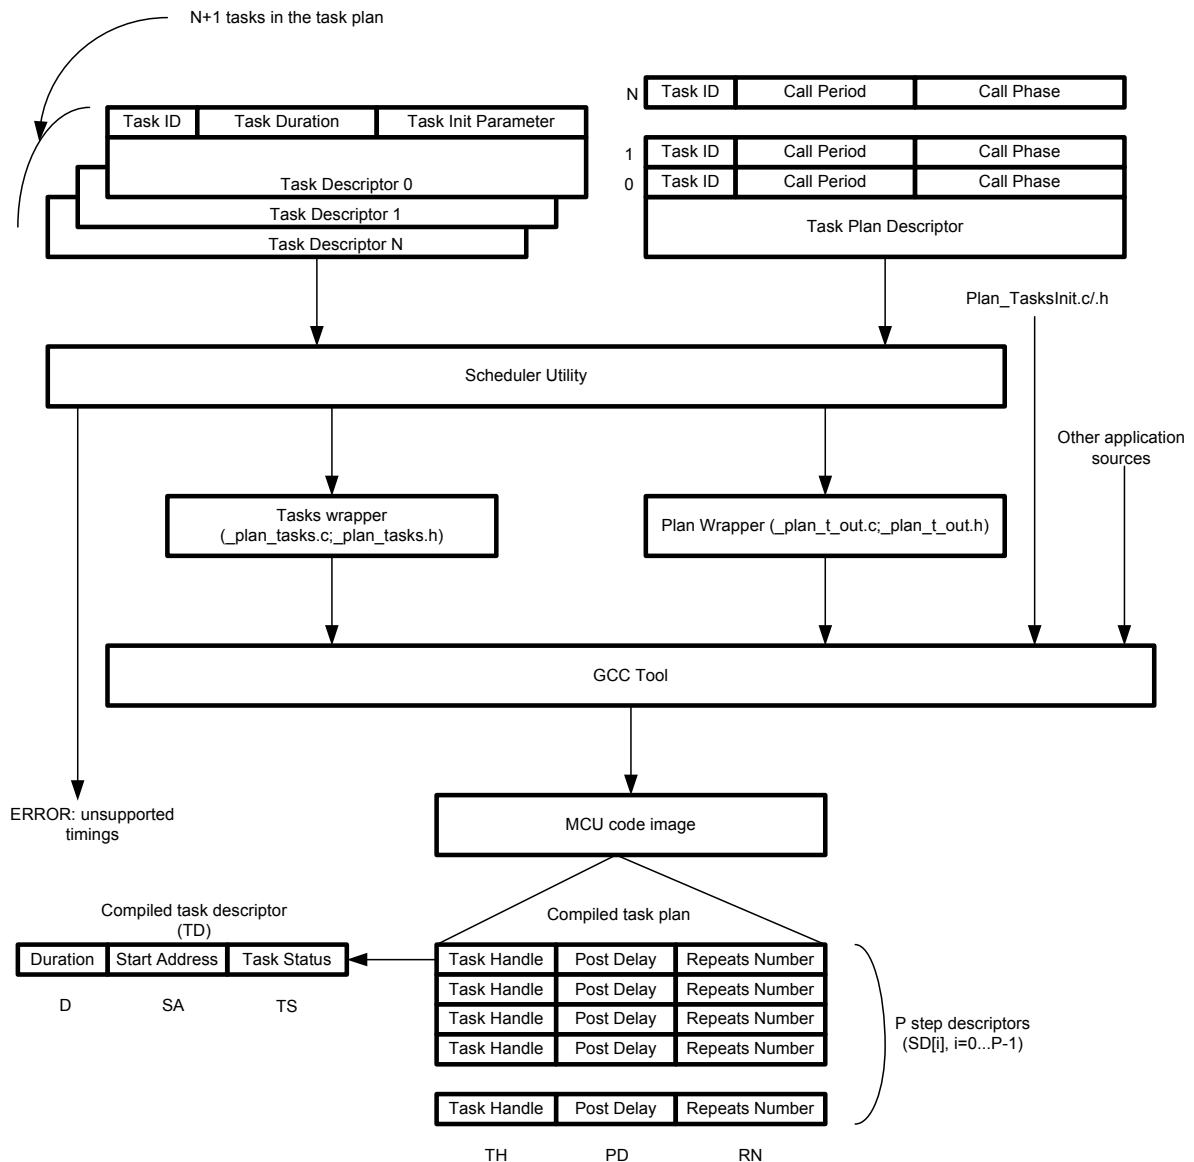 N+1 tasks in the task plan
N Task ID Call Period Call Phase
Task ID Task Duration Task Init Parameter
1 Task ID Call Period Call Phase
0 Task ID Call Period Call Phase
Task Descriptor 0
Task Descriptor 1
Task Descriptor N
Task Plan Descriptor
Plan_TasksInit.c/.h
Scheduler Utility
Other application
sources
Tasks wrapper
(_plan_tasks.c;_plan_tasks.h)
Plan Wrapper (_plan_t_out.c;_plan_t_out.h)
GCC Tool
ERROR: unsupported
timings
MCU code image
Compiled task descriptor
(TD)
Compiled task plan
Duration Start Address Task Status
D SA TS
Task Handle Post Delay Repeats Number
Task Handle Post Delay Repeats Number
Task Handle Post Delay Repeats Number
Task Handle Post Delay Repeats Number
P step descriptors
(SD[i], i=0...P-1)
Task Handle Post Delay Repeats Number
TH PD RN